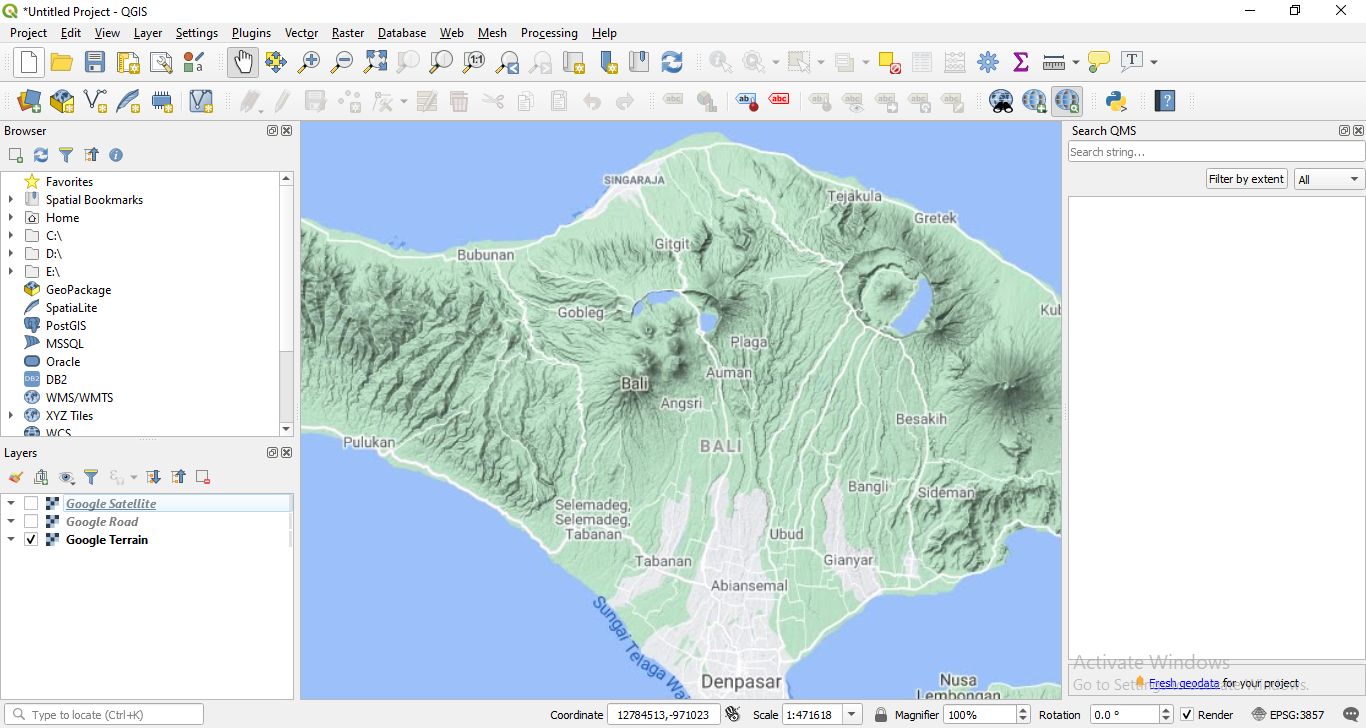 *Untitled Project - QGIS
Project Edit View Layer Settings Plugins Vector Raster Database Web Mesh Processing Help
Browser
Favorites
Spatial Bookmarks
Home
C:\
D:\
E:\
GeoPackage
SpatiaLite
PostGIS
MSSQL
Oracle
DB2 DB2
WMS/WMTS
XYZ Tiles
WCS
Layers
Google Satellite
Google Road
Google Terrain
Type to locate (Ctrl+K)
SINGARAJA
Tejakula
Gretek
Gitgit
Bubunan
Gobleg
Kub
Plaga
Auman
Bali
Angsri
Besakih
Pulukan
BALI
Bangli
Sideman
Selemadeg,
Selemadeg,
Tabanan
Ubud
Tabanan
Gianyar
Abiansemal
Sungai Telaga Wa
Denpasar
Nusa
Lembongan
Search QMS
Search string...
Filter by extent All
Activate Windows
Go to Settings to activate Windows.
Fresh geodata for your project
Coordinate 12784513,-971023 Scale 1:471618 Magnifier 100% Rotation 0.0 ° Render EPSG:3857